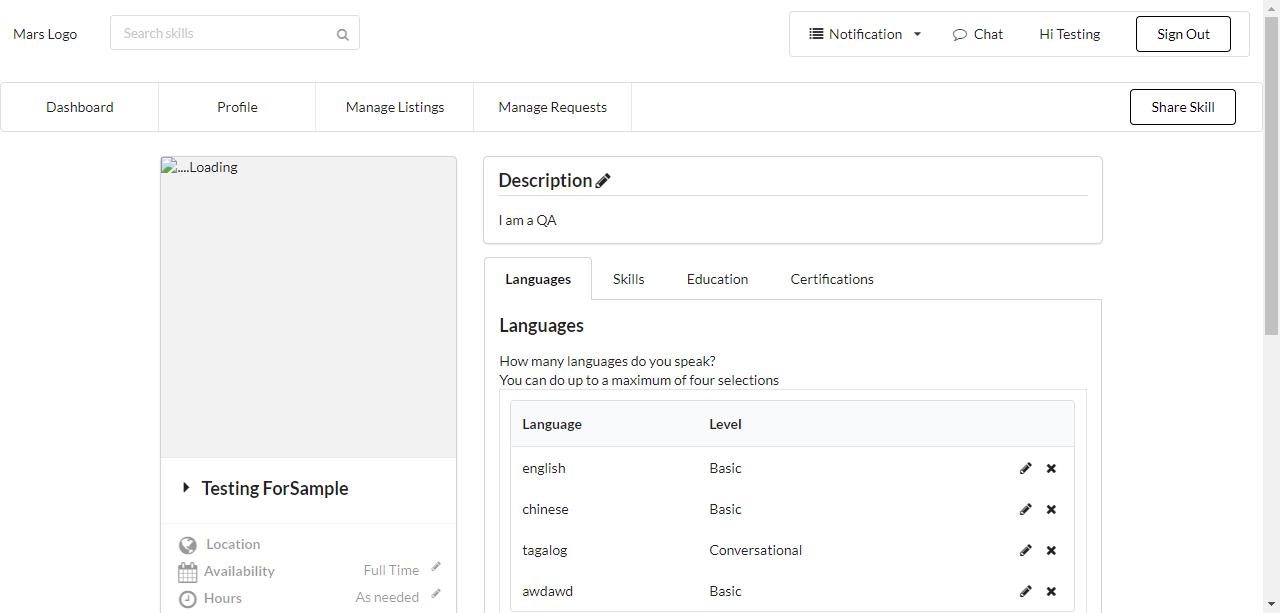 Mars Logo
Search skills
Notification
Chat
Hi Testing
Sign Out
Dashboard
Profile
Manage Listings
Manage Requests
Share Skill
....Loading
Description
I am a QA
Languages
Skills
Education
Certifications
Languages
How many languages do you speak?
You can do up to a maximum of four selections
Language Level
english Basic
chinese Basic
tagalog Conversational
awdawd Basic
Testing ForSample
Location
Availability Full Time
Hours As needed